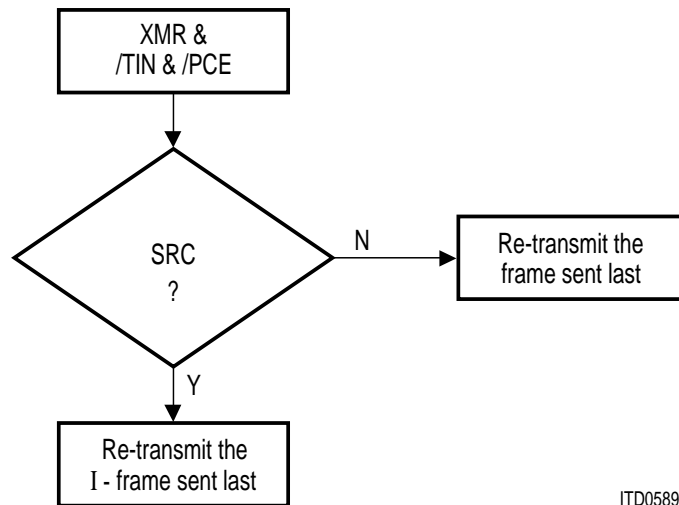 XMR &
/TIN & /PCE
SRC
?
N
Re-transmit the
frame sent last
Y
Re-transmit the
I - frame sent last
ITD0589